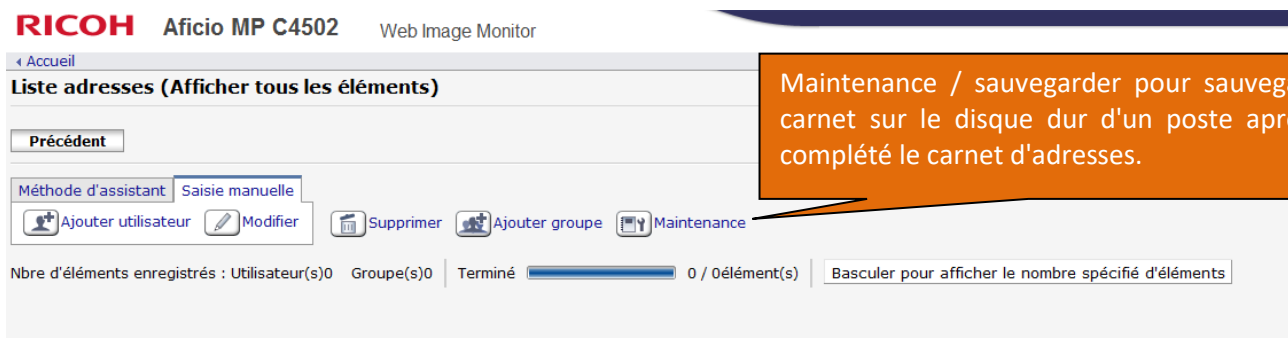 RICOH Aficio MP C4502 Web Image Monitor
Accueil
Liste adresses (Afficher tous les éléments)
Maintenance / sauvegarder pour
carnet sur le disque dur d'un poste
complété le carnet d'adresses.
Précédent
Méthode d'assistant Saisie manuelle
Ajouter utilisateur Modifier Supprimer Ajouter groupe Maintenance
Nbre d'éléments enregistrés : Utilisateur(s)0 Groupe(s)0 Terminé 0 / 0élément(s) Basculer pour afficher le nombre spécifié d'éléments